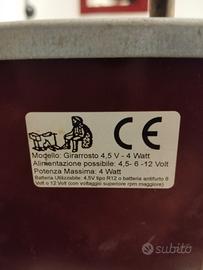 CE
Modello: Girarrosto 4,5 V - 4 Watt
Alimentazione possibile: 4,5- 6 -12 Volt
Potenza Massima: 4 Watt
Batteria Utilizzabile: 4,5V tipo R12 o batteria antifurto 6
Volt o 12 Volt (con voltaggio superiore rpm maggiore)
subito